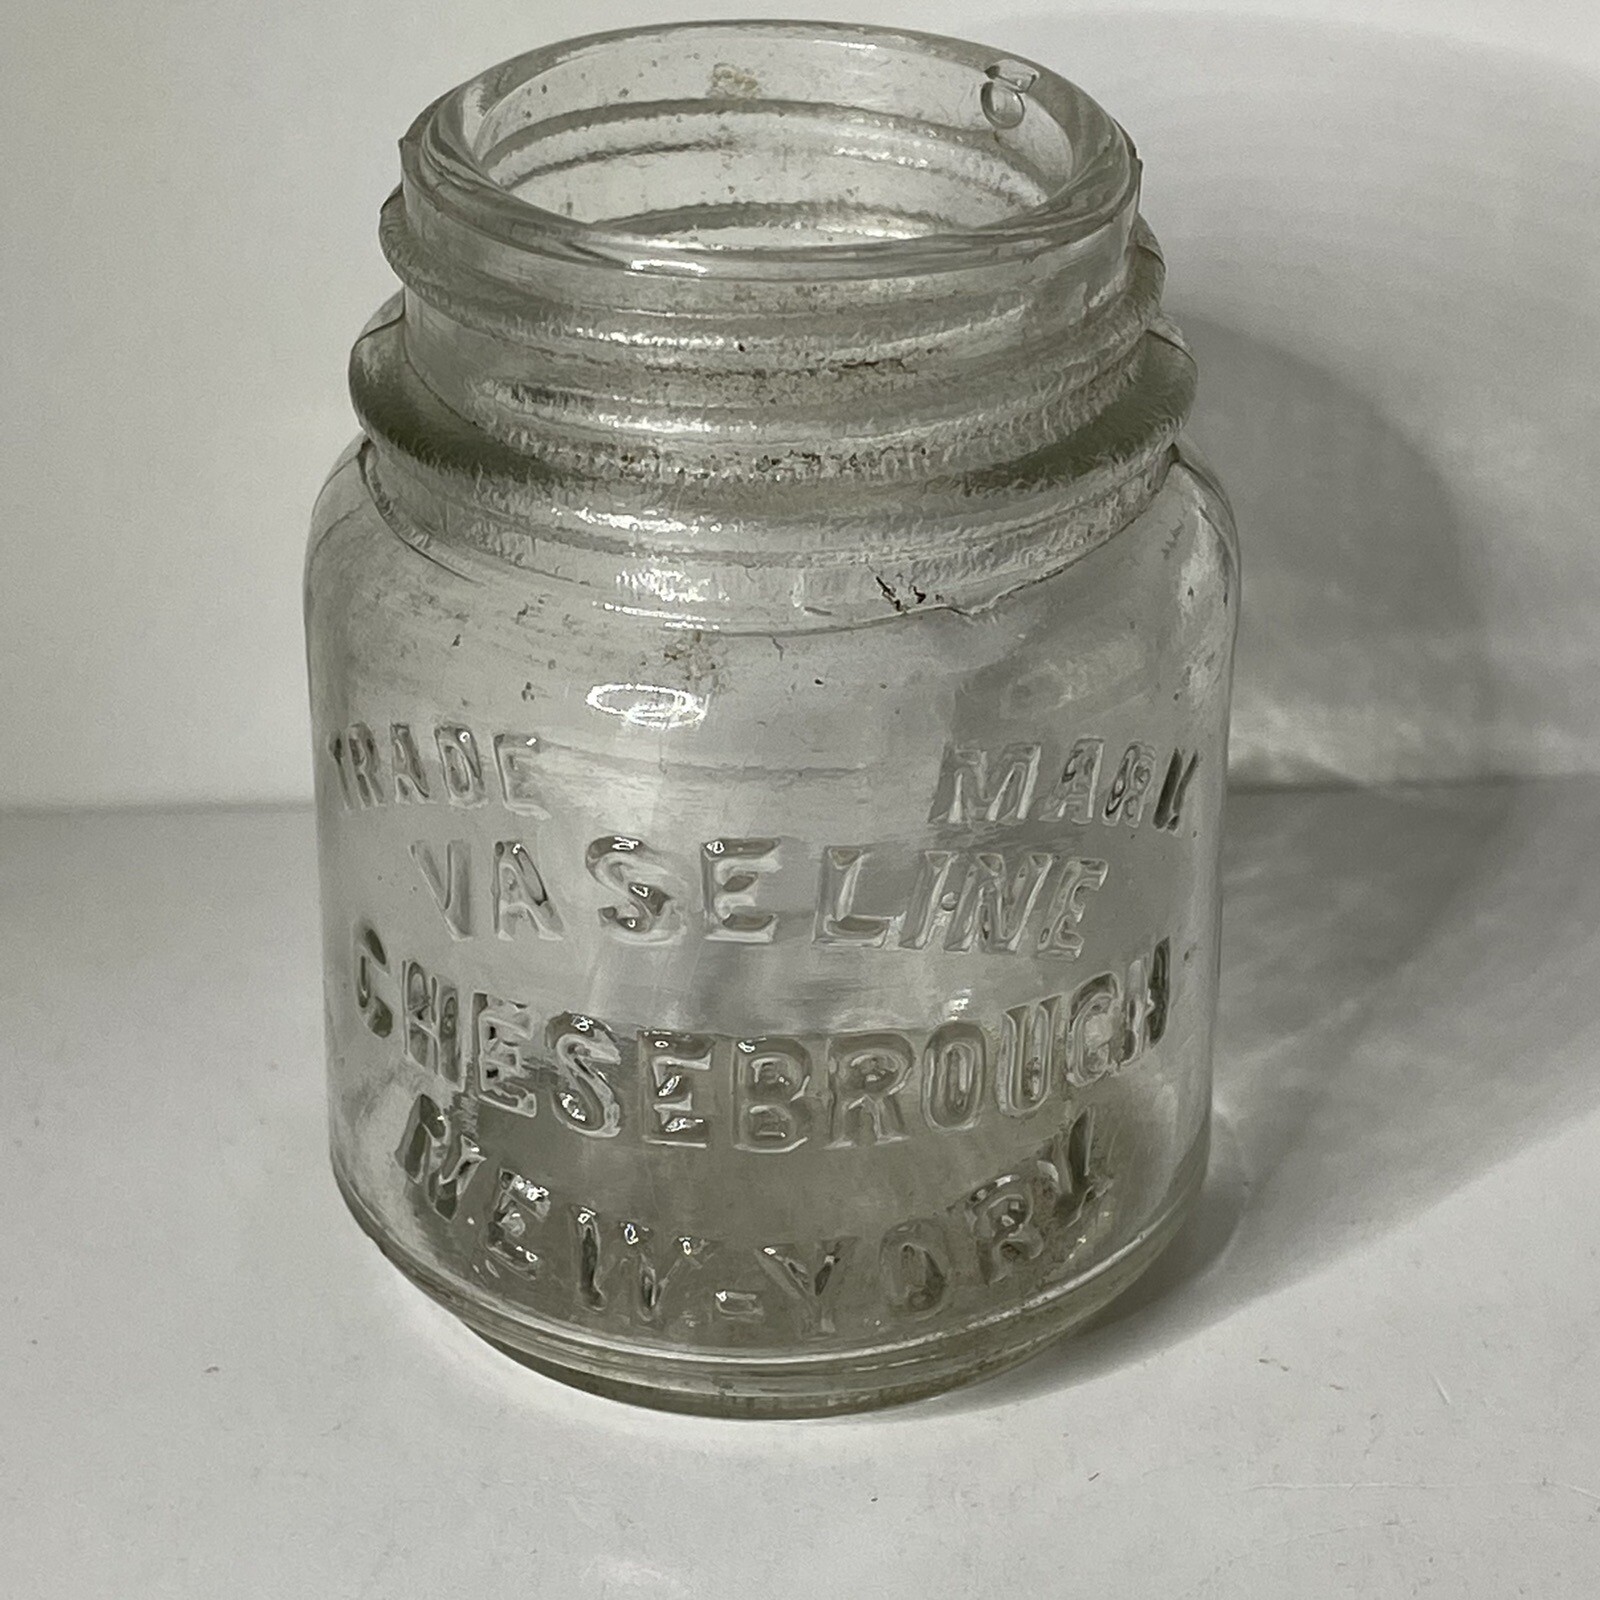 TRADE MARK
VASELINE
CHESEBROUGH
NEW-YORK